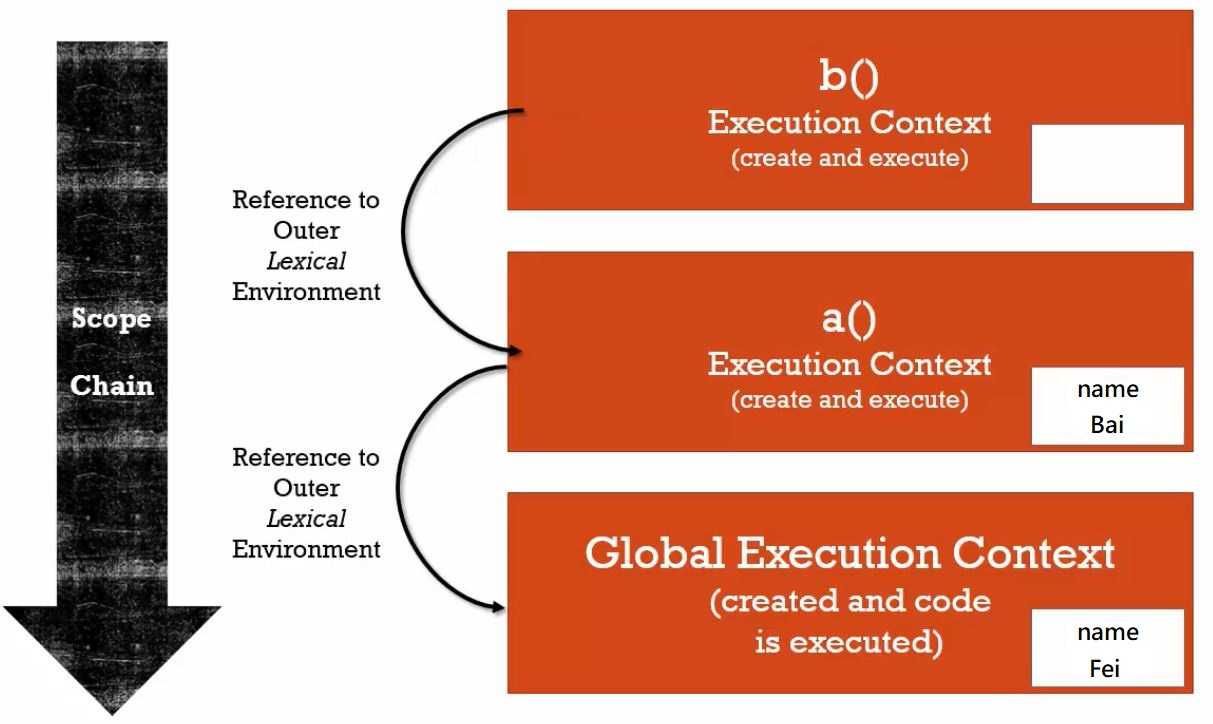 Scope
Chain
Reference to
Outer
Lexical
Environment
Reference to
Outer
Lexical
Environment
b()
Execution Context
(create and execute)
a()
Execution Context
(create and execute)
name
Bai
Global Execution Context
(created and code
is executed)
name
Fei